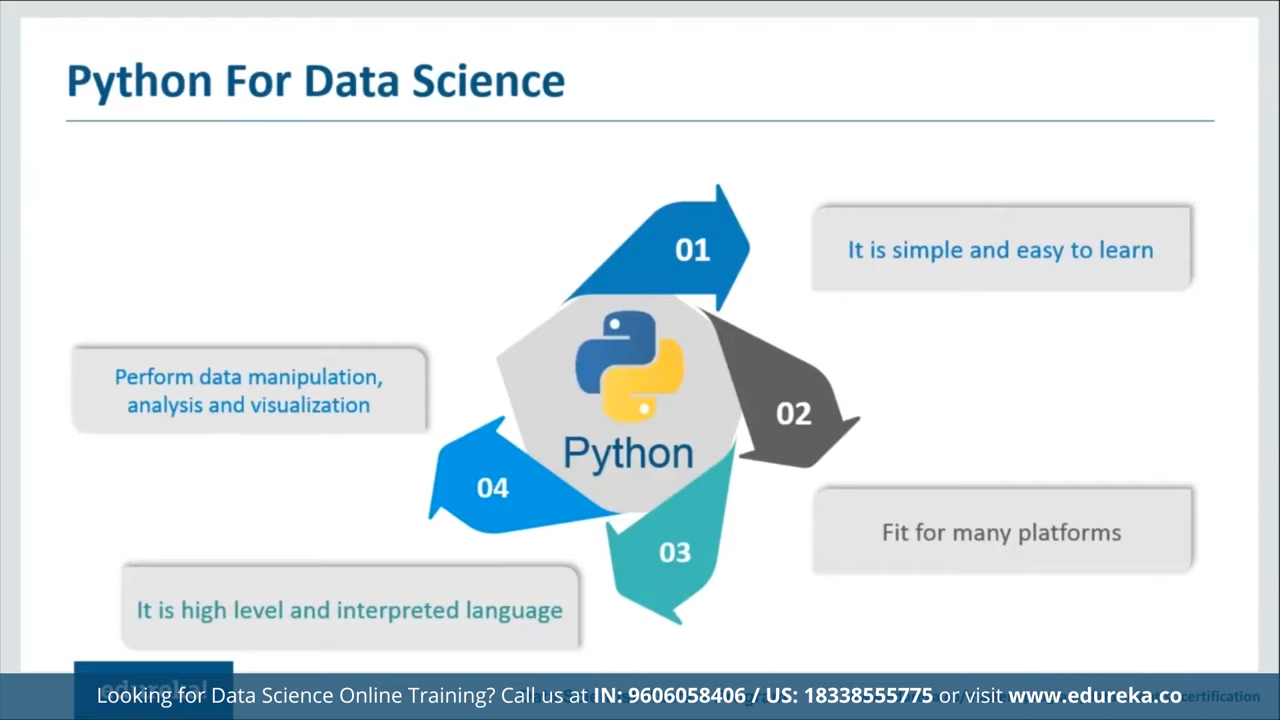 Python For Data Science
01
It is simple and easy to learn
Perform data manipulation,
analysis and visualization
02
Python
04
Fit for many platforms
03
It is high level and interpreted language
edureka!
Looking for Data Science Online Training? Call us at IN: 9606058406 / US: 18338555775 or visit www.edureka.co
certification